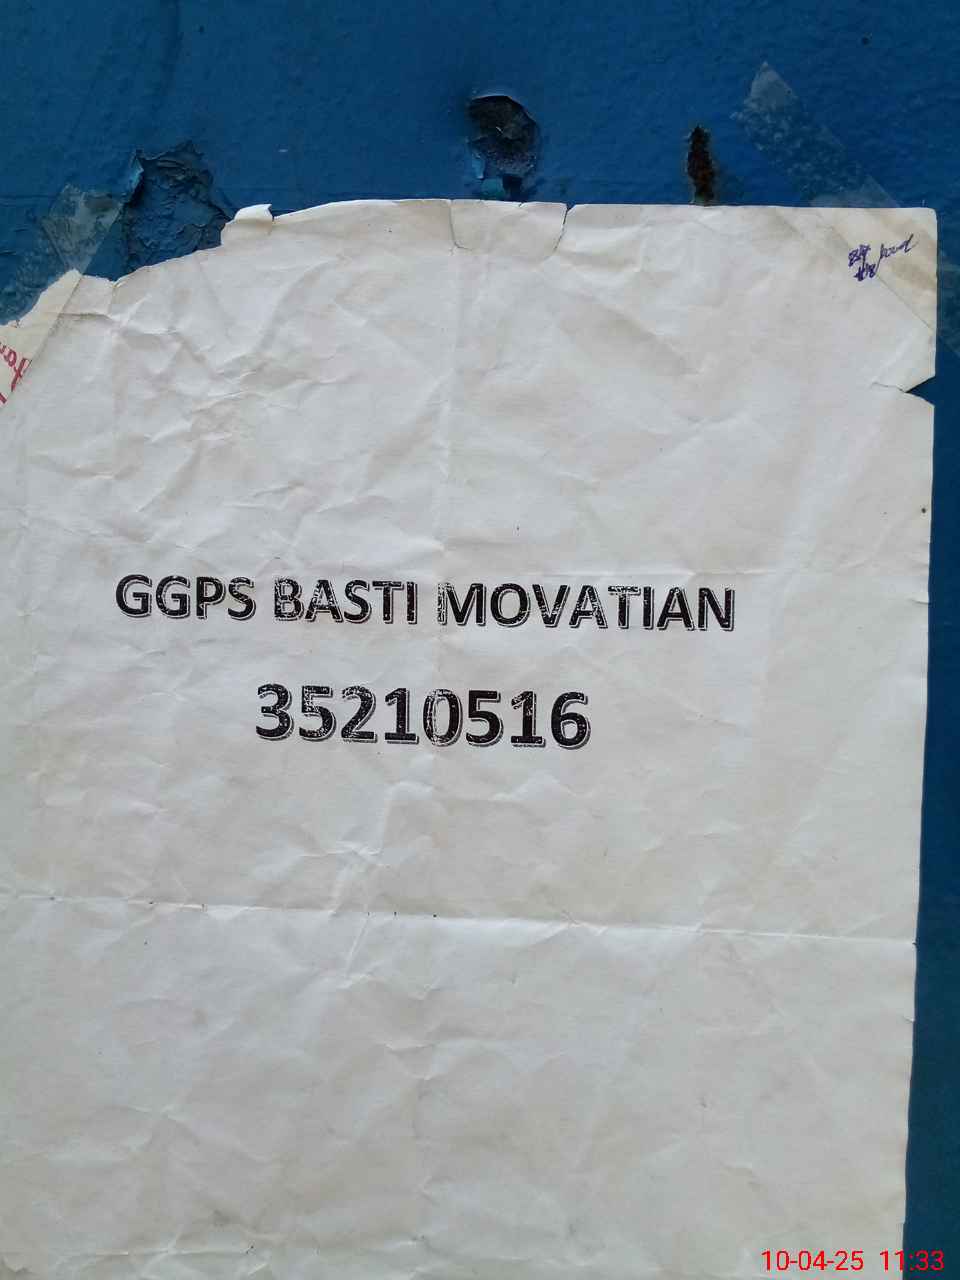 GGPS BASTI MOVATIAN
35210516
10-04-25 11:33